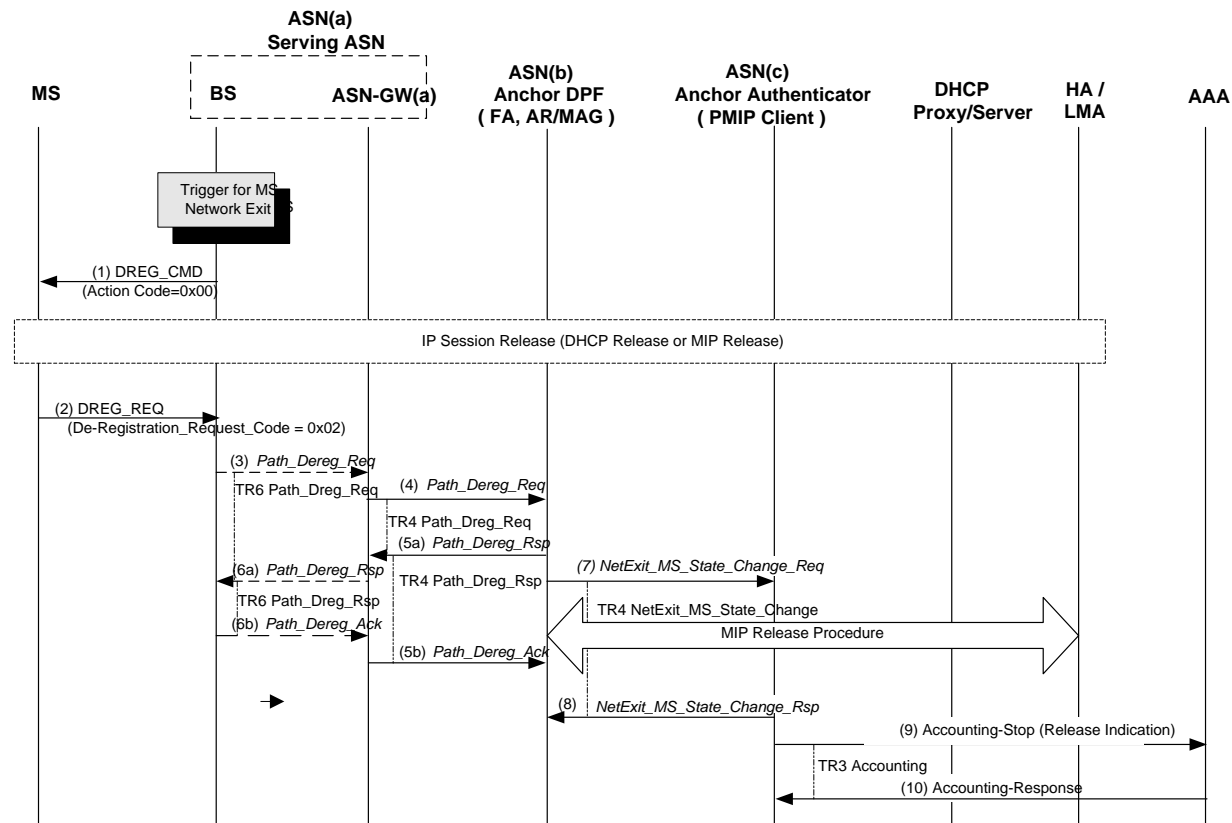 ASN(a)
Serving ASN
MS
BS
ASN-GW(a)
ASN(b)
Anchor DPF
( FA, AR/MAG )
ASN(c)
Anchor Authenticator
( PMIP Client )
DHCP
Proxy/Server
HA /
LMA
AAA
Trigger for MS
Network Exit
(1) DREG_CMD
(Action Code=0x00)
IP Session Release (DHCP Release or MIP Release)
(2) DREG_REQ
(De-Registration_Request_Code = 0x02)
(3) Path_Dereg_Req
TR6 Path_Dreg_Req
(4) Path_Dereg_Req
TR4 Path_Dreg_Req
(5a) Path_Dereg_Rsp
(6a) Path_Dereg_Rsp
TR4 Path_Dreg_Rsp
(7) NetExit_MS_State_Change_Req
TR6 Path_Dreg_Rsp
TR4 NetExit_MS_State_Change
(6b) Path_Dereg_Ack
MIP Release Procedure
(5b) Path_Dereg_Ack
(8) NetExit_MS_State_Change_Rsp
(9) Accounting-Stop (Release Indication)
TR3 Accounting
(10) Accounting-Response